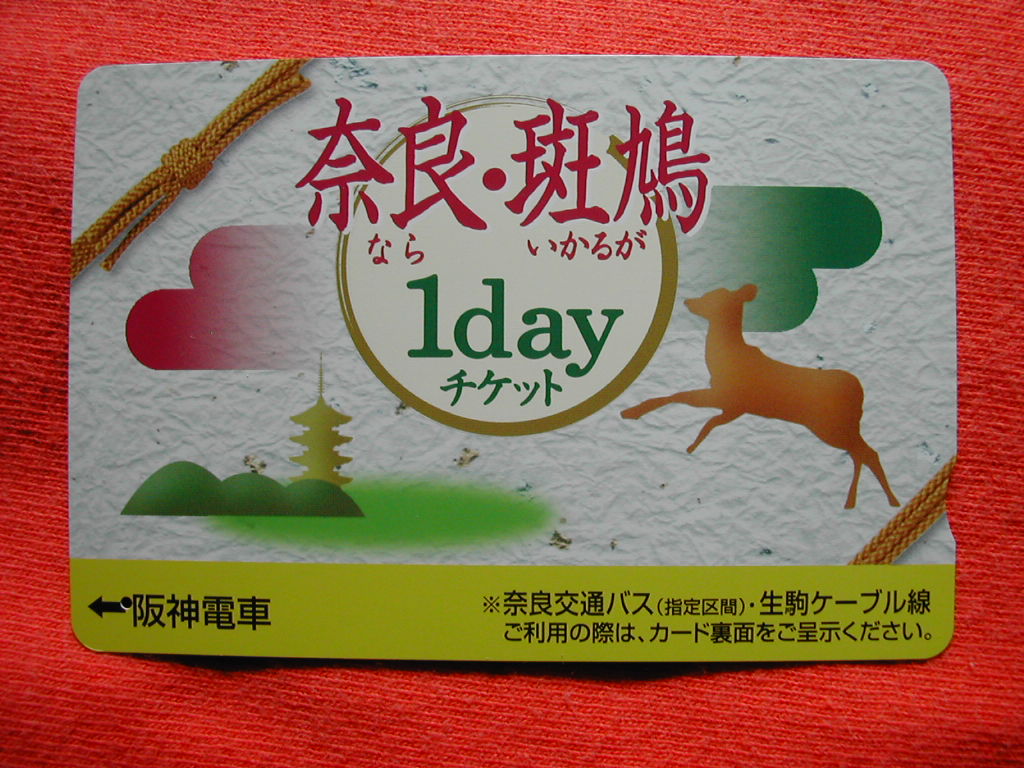 奈良・斑鳩
なら いかるが
1day
チケット
阪神電車
※奈良交通バス(指定区間)・生駒ケーブル線
ご利用の際は、カード裏面をご呈示ください。